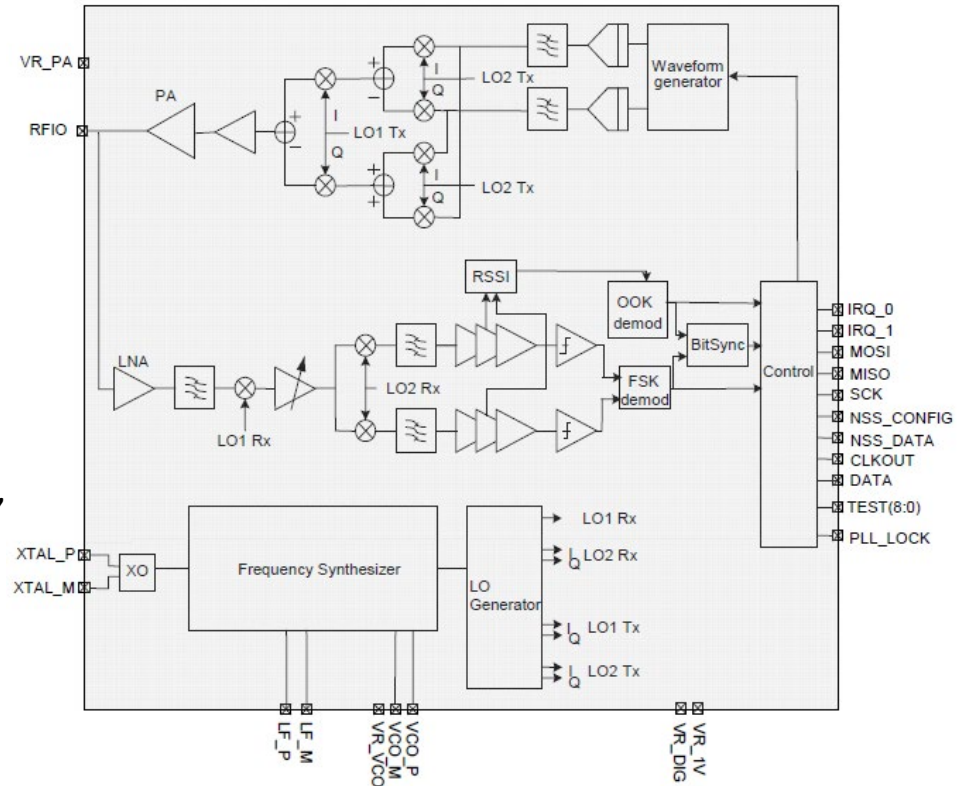 VR_PA
RFIO
PA
+
-
I
Q
LO1 Tx
+
-
I
Q
LO2 Tx
+
+
I
Q
LO2 Tx
Waveform
generator
RSSI
OOK
demod
BitSync
FSK
demod
Control
LNA
LO1 Rx
LO2 Rx
IRQ_0
IRQ_1
MOSI
MISO
SCK
NSS_CONFIG
NSS_DATA
CLKOUT
DATA
TEST(8:0)
PLL_LOCK
,
XTAL_P
XTAL_M
XO
Frequency Synthesizer
LO
Generator
LO1 Rx
I
Q
LO2 Rx
I
Q
LO1 Tx
I
Q
LO2 Tx
LF_P
LF_M
VR_VCO
VCO_M
VCO_P
VR_DIG
VR_1V